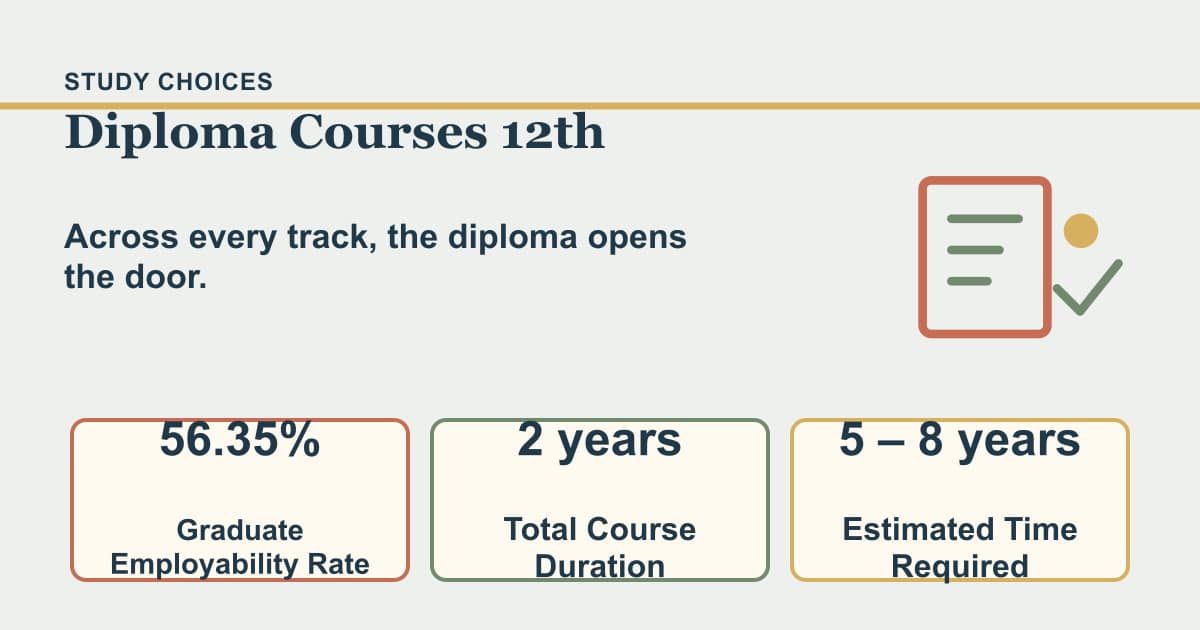 STUDY CHOICES
Diploma Courses 12th
Across every track, the diploma opens
the door.
56.35%
Graduate
Employability Rate
2 years
Total Course
Duration
5 – 8 years
Estimated Time
Required